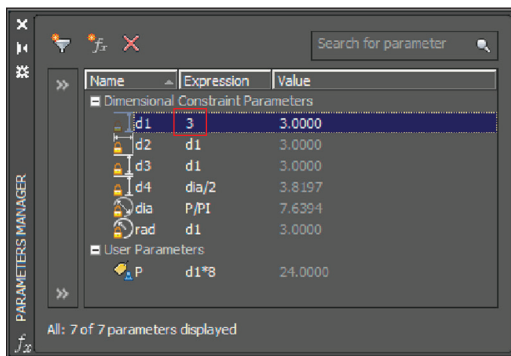 Search for parameter
Name Expression Value
Dimensional Constraint Parameters
d1 3 3.0000
d2 d1 3.0000
d3 d1 3.0000
d4 dia/2 3.8197
dia P/PI 7.6394
rad d1 3.0000
User Parameters
P d1*8 24.0000
All: 7 of 7 parameters displayed
PARAMETERS MANAGER